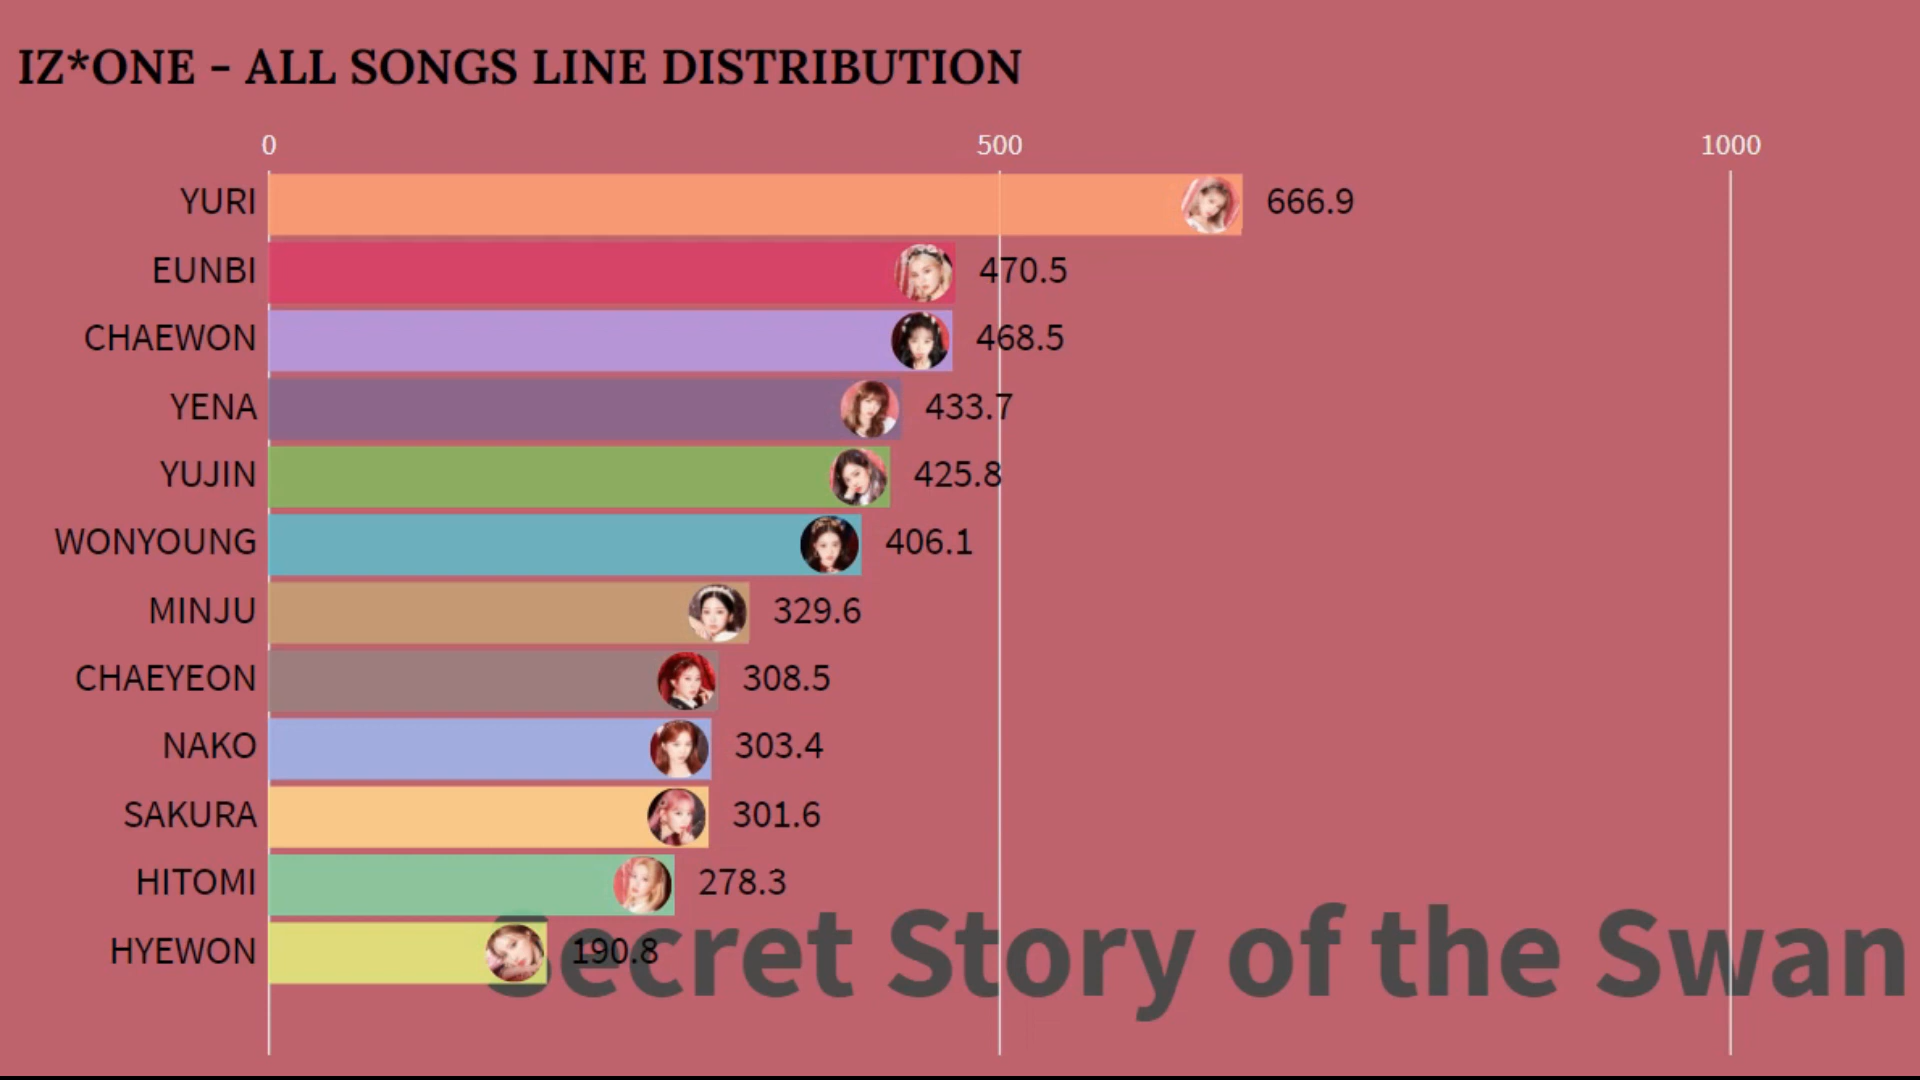 IZ*ONE - ALL SONGS LINE DISTRIBUTION
0 500 1000
YURI 666.9
EUNBI 470.5
CHAEWON 468.5
YENA 433.7
YUJIN 425.8
WONYOUNG 406.1
MINJU 329.6
CHAEYEON 308.5
NAKO 303.4
SAKURA 301.6
HITOMI 278.3
HYEWON 190.8
Secret Story of the Swan